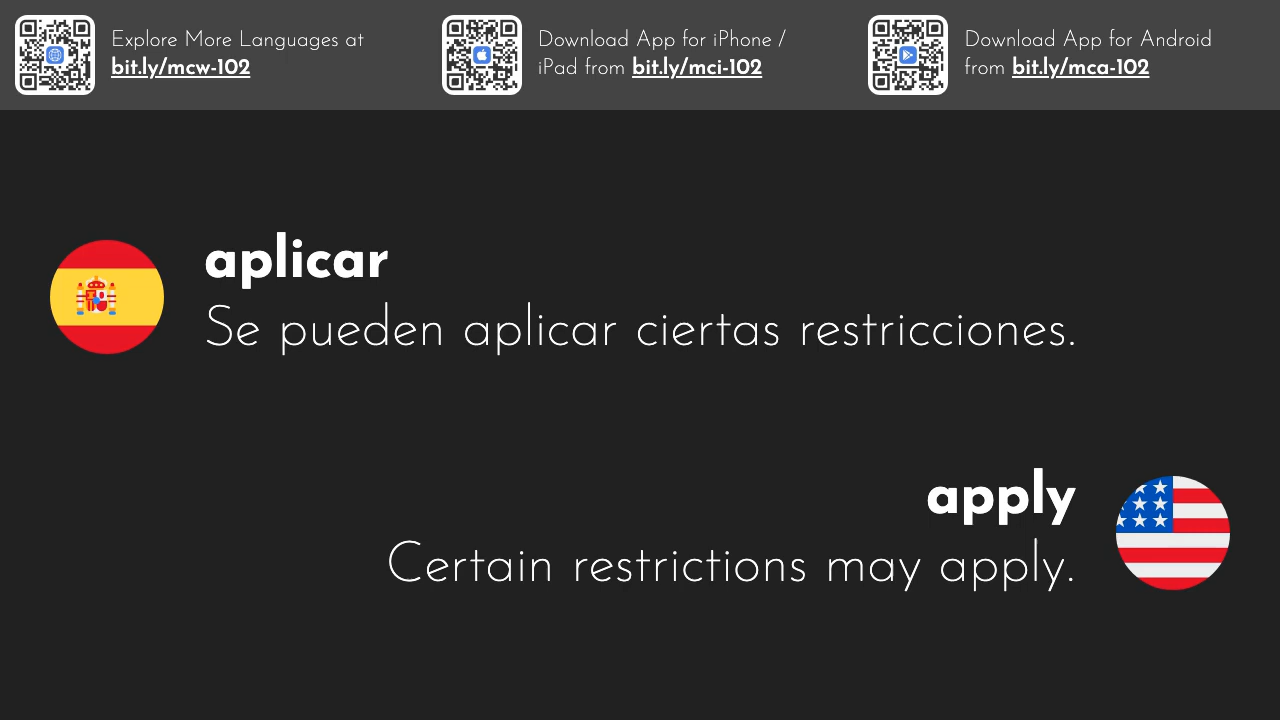 Explore More Languages at
bit.ly/mcw-102
Download App for iPhone /
iPad from bit.ly/mci-102
Download App for Android
from bit.ly/mca-102
aplicar
Se pueden aplicar ciertas restricciones.
apply
Certain restrictions may apply.